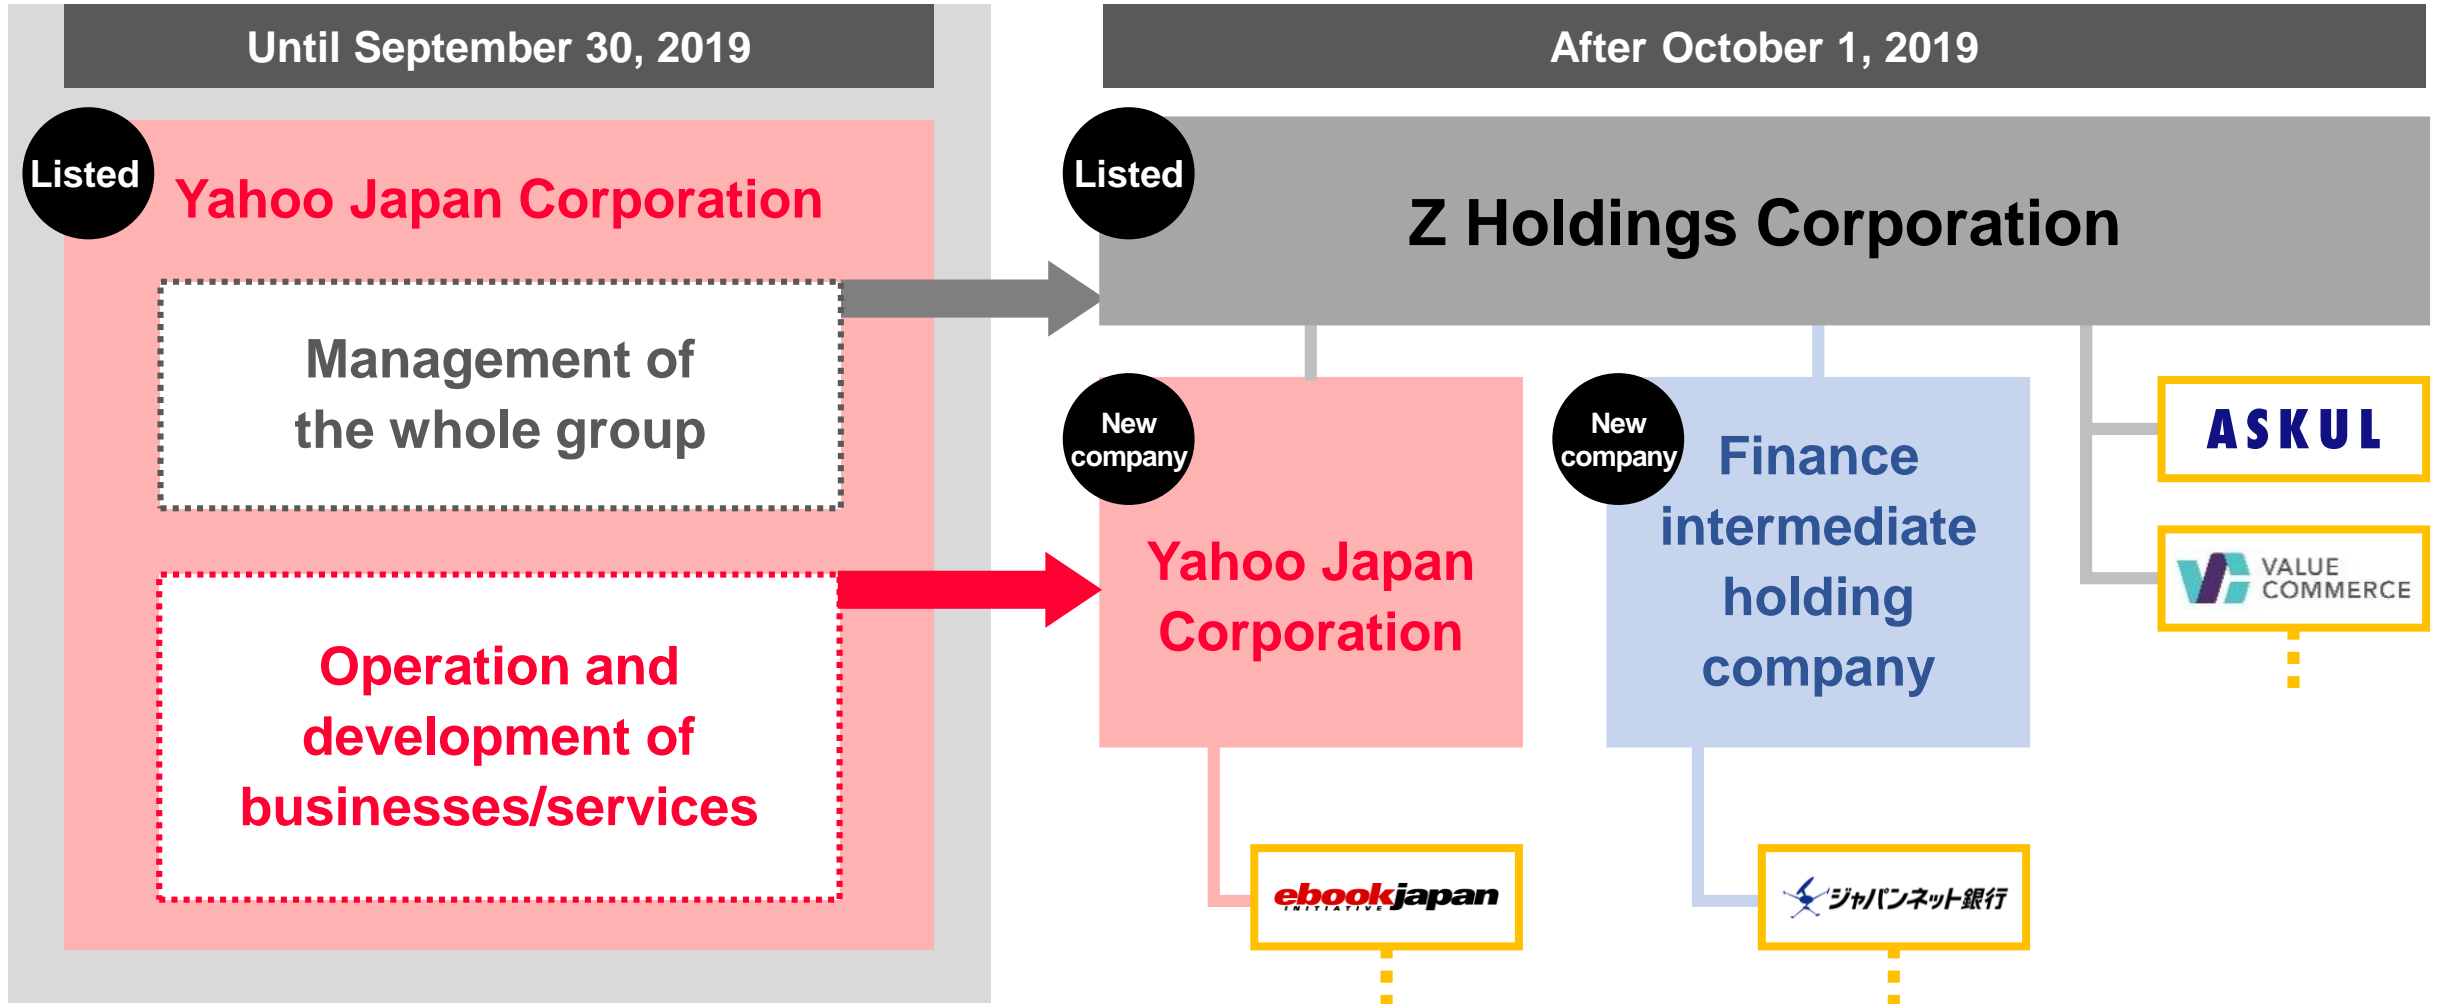 Until September 30, 2019
Listed
Yahoo Japan Corporation
Management of
the whole group
Operation and
development of
businesses/services
After October 1, 2019
Listed
Z Holdings Corporation
New
company
Yahoo Japan
Corporation
ebookjapan
INITIATIVE
New
company
Finance
intermediate
holding
company
ジャパンネット銀行
ASKUL
VALUE
COMMERCE